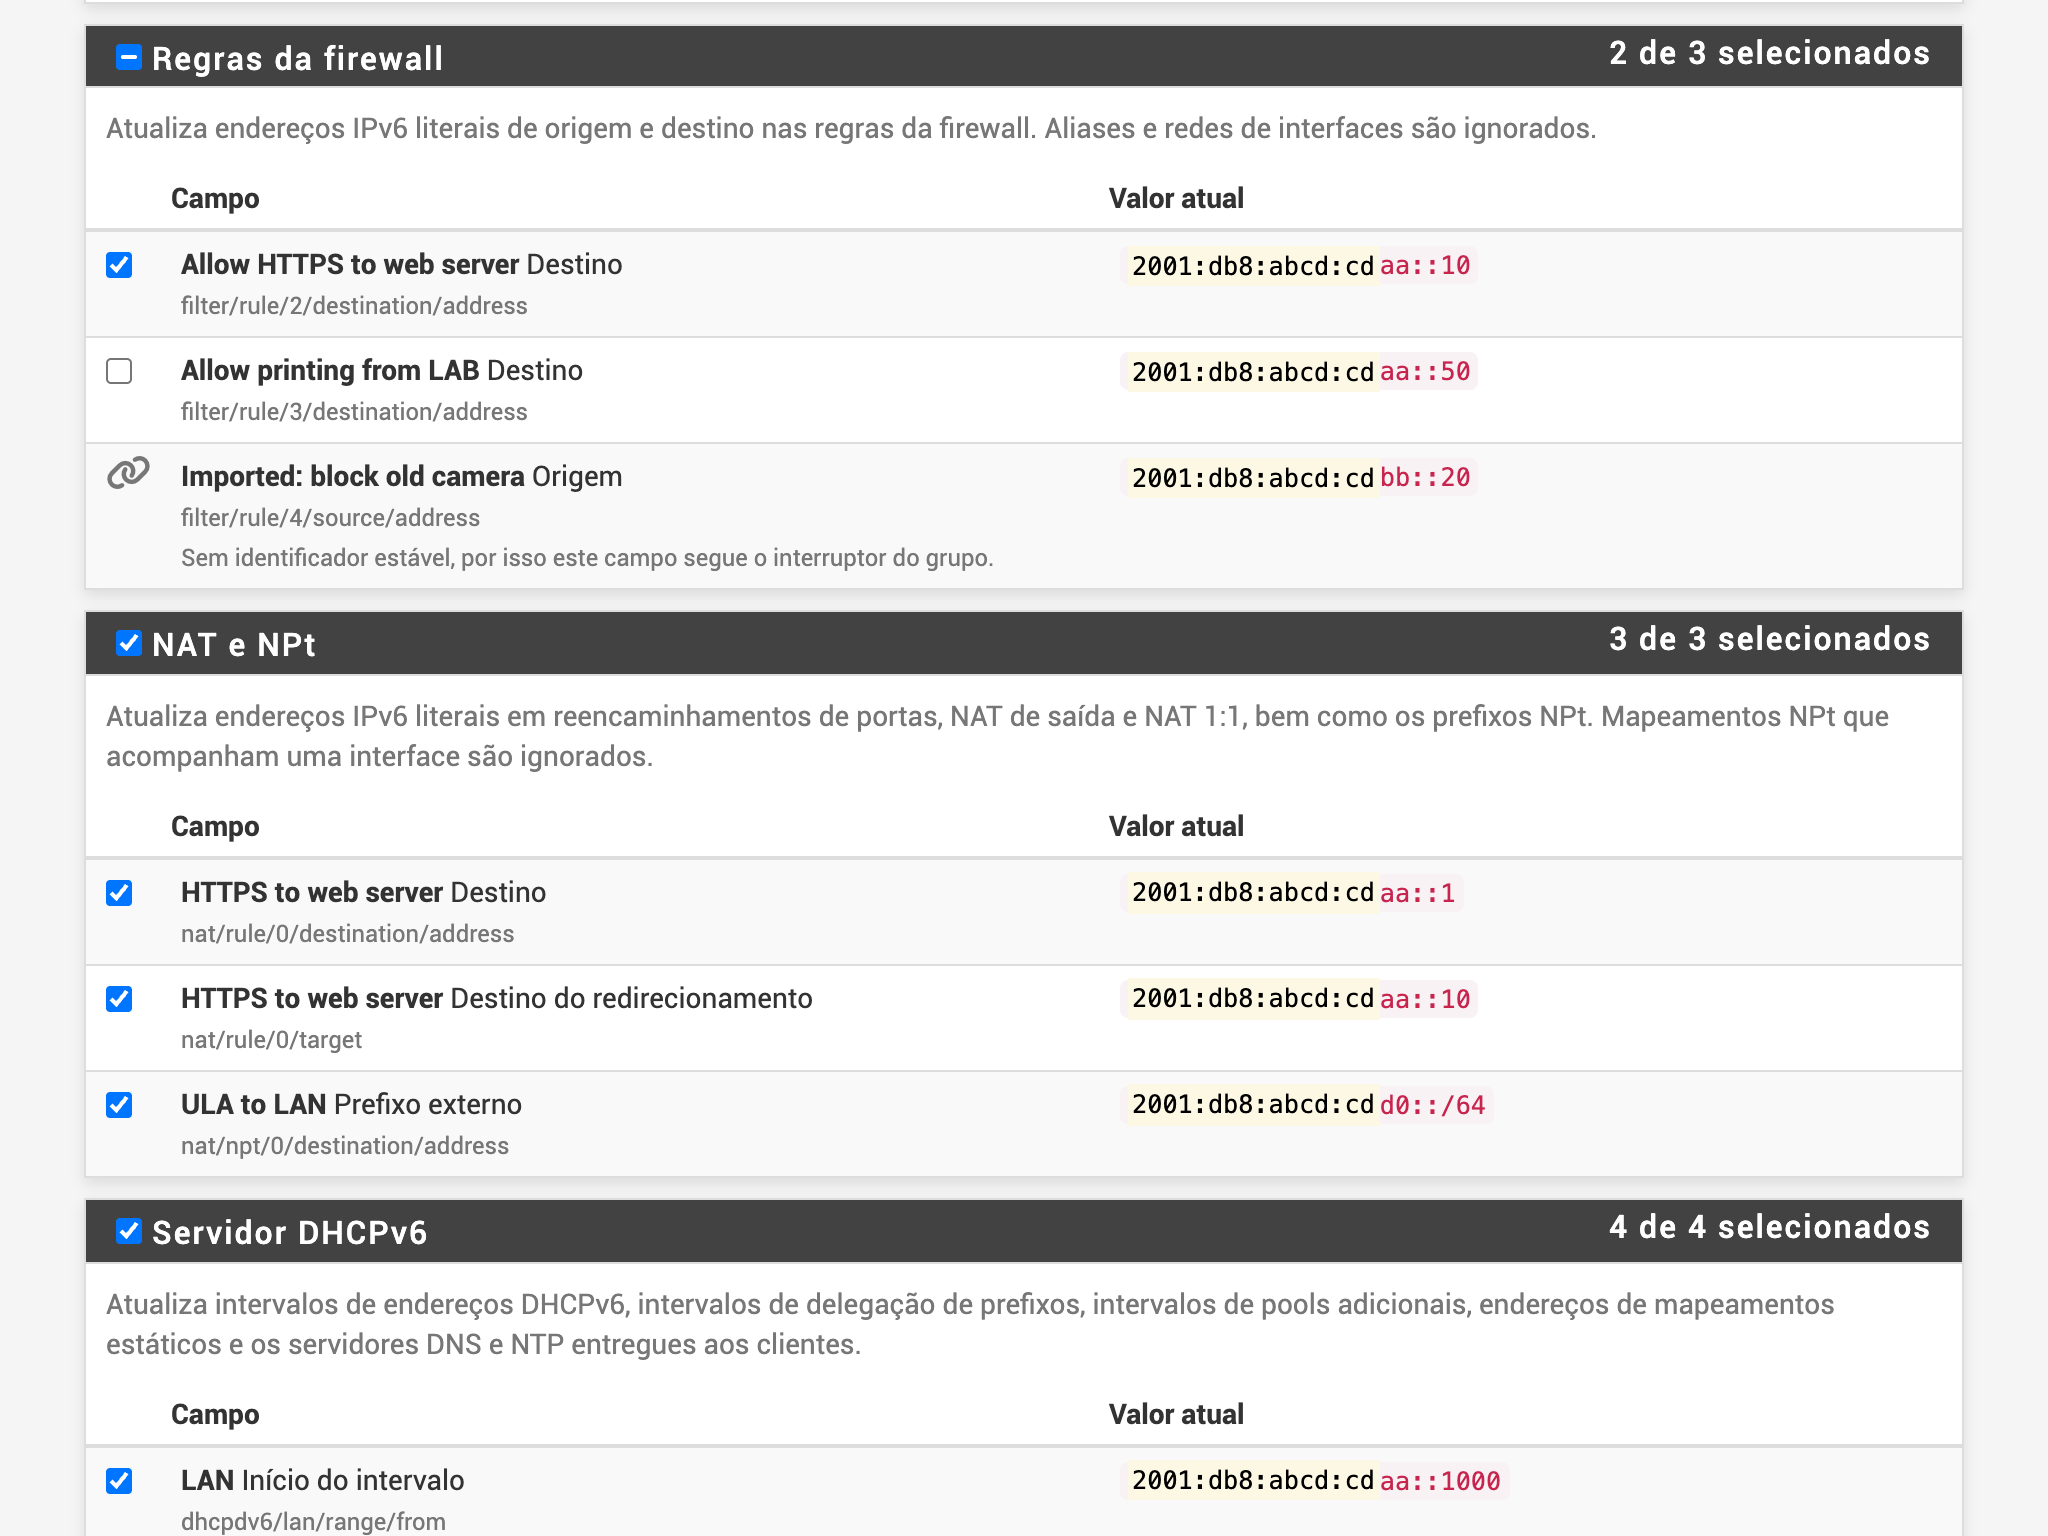 Regras da firewall
2 de 3 selecionados
Atualiza endereços IPv6 literais de origem e destino nas regras da firewall. Aliases e redes de interfaces são ignorados.
Campo
Valor atual
Allow HTTPS to web server Destino
2001:db8:abcd:cdaa::10
filter/rule/2/destination/address
Allow printing from LAB Destino
2001:db8:abcd:cdaa::50
filter/rule/3/destination/address
Imported: block old camera Origem
2001:db8:abcd:cdbb::20
filter/rule/4/source/address
Sem identificador estável, por isso este campo segue o interruptor do grupo.
NAT e NPt
3 de 3 selecionados
Atualiza endereços IPv6 literais em reencaminhamentos de portas, NAT de saída e NAT 1:1, bem como os prefixos NPt. Mapeamentos NPt que
acompanham uma interface são ignorados.
Campo
Valor atual
HTTPS to web server Destino
2001:db8:abcd:cdaa::1
nat/rule/0/destination/address
HTTPS to web server Destino do redirecionamento
2001:db8:abcd:cdaa::10
nat/rule/0/target
ULA to LAN Prefixo externo
2001:db8:abcd:cdd0::/64
nat/npt/0/destination/address
Servidor DHCPv6
4 de 4 selecionados
Atualiza intervalos de endereços DHCPv6, intervalos de delegação de prefixos, intervalos de pools adicionais, endereços de mapeamentos
estáticos e os servidores DNS e NTP entregues aos clientes.
Campo
Valor atual
LAN Início do intervalo
2001:db8:abcd:cdaa::1000
dhcpdv6/lan/range/from